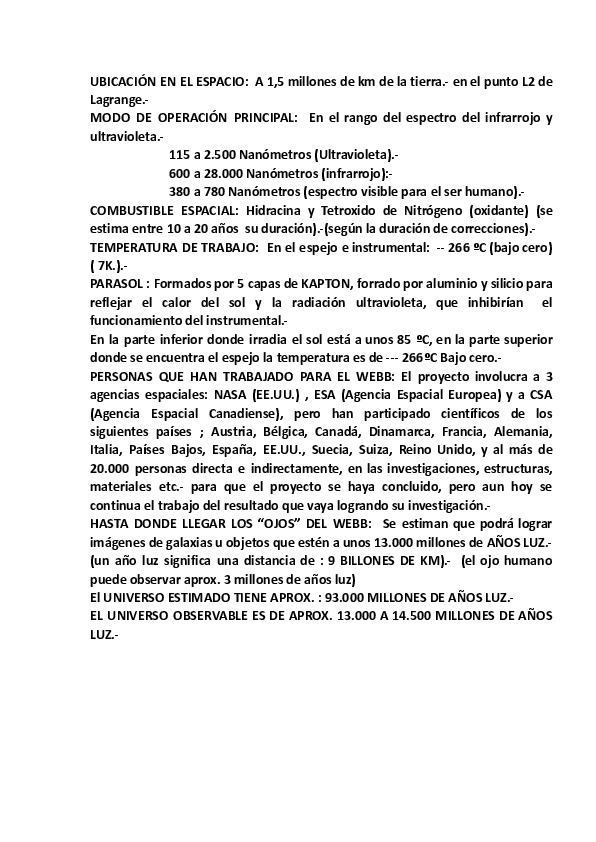 UBICACIÓN EN EL ESPACIO: A 1,5 millones de km de la tierra.- en el punto L2 de
Lagrange.-
MODO DE OPERACIÓN PRINCIPAL: En el rango del espectro del infrarrojo y
ultravioleta.-
115 a 2.500 Nanómetros (Ultravioleta).-
600 a 28.000 Nanómetros (infrarrojo):-
380 a 780 Nanómetros (espectro visible para el ser humano).-
COMBUSTIBLE ESPACIAL: Hidracina y Tetroxido de Nitrógeno (oxidante) (se
estima entre 10 a 20 años su duración).-(según la duración de correcciones).-
TEMPERATURA DE TRABAJO: En el espejo e instrumental: -- 266 ºC (bajo cero)
( 7K.).-
PARASOL : Formados por 5 capas de KAPTON, forrado por aluminio y silicio para
reflejar el calor del sol y la radiación ultravioleta, que inhibirían el
funcionamiento del instrumental.-
En la parte inferior donde irradia el sol está a unos 85 ºC, en la parte superior
donde se encuentra el espejo la temperatura es de --- 266ºC Bajo cero.-
PERSONAS QUE HAN TRABAJADO PARA EL WEBB: El proyecto involucra a 3
agencias espaciales: NASA (EE.UU.) , ESA (Agencia Espacial Europea) y a CSA
(Agencia Espacial Canadiense), pero han participado científicos de los
siguientes países ; Austria, Bélgica, Canadá, Dinamarca, Francia, Alemania,
Italia, Países Bajos, España, EE.UU., Suecia, Suiza, Reino Unido, y al más de
20.000 personas directa e indirectamente, en las investigaciones, estructuras,
materiales etc.- para que el proyecto se haya concluido, pero aun hoy se
continua el trabajo del resultado que vaya logrando su investigación.-
HASTA DONDE LLEGAR LOS “OJOS” DEL WEBB: Se estiman que podrá lograr
imágenes de galaxias u objetos que estén a unos 13.000 millones de AÑOS LUZ.-
(un año luz significa una distancia de : 9 BILLONES DE KM).- (el ojo humano
puede observar aprox. 3 millones de años luz)
El UNIVERSO ESTIMADO TIENE APROX. : 93.000 MILLONES DE AÑOS LUZ.-
EL UNIVERSO OBSERVABLE ES DE APROX. 13.000 A 14.500 MILLONES DE AÑOS
LUZ.-